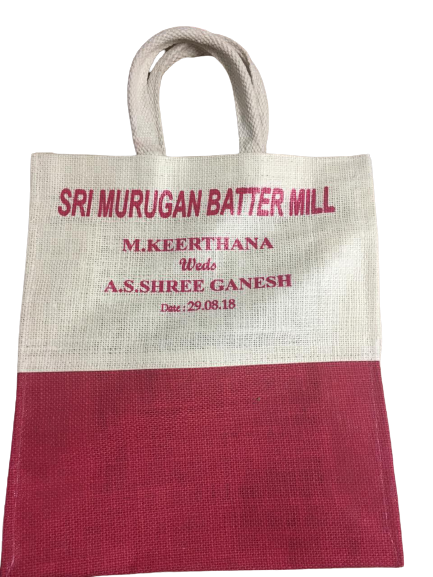 SRI MURUGAN BATTER MILL
M.KEERTHANA
Weds
A.S.SHREE GANESH
Date : 29.08.18